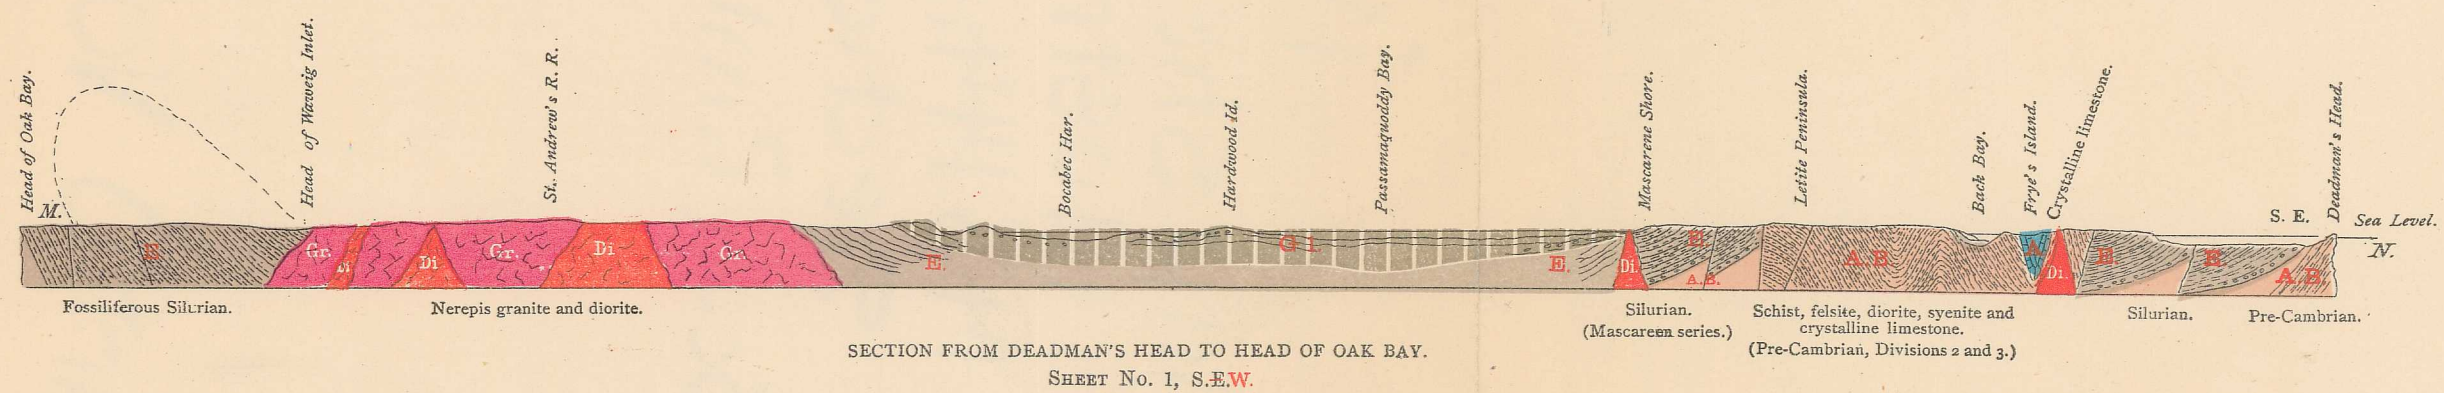 Head of Oak Bay.
Head of Waweig Inlet.
St. Andrew's R. R.
Bocabec Har.
Hardwood Id.
Passamaquoddy Bay.
Mascarene Shore.
Letite Peninsula.
Back Bay.
Frye's Island.
Crystalline limestone.
Deadman's Head.
M.
S. E.
Sea Level.
N.
E
Gr.
Di
Di
Gr.
Di
Gr.
E.
G 1.
E.
Di.
E.
A.B.
A.B
A
Di.
E.
E
A.B.
Fossiliferous Silurian.
Nerepis granite and diorite.
Silurian.
(Mascareen series.)
Schist, felsite, diorite, syenite and
crystalline limestone.
(Pre-Cambrian, Divisions 2 and 3.)
Silurian.
Pre-Cambrian.
SECTION FROM DEADMAN'S HEAD TO HEAD OF OAK BAY.
SHEET No. 1, S.E.W.